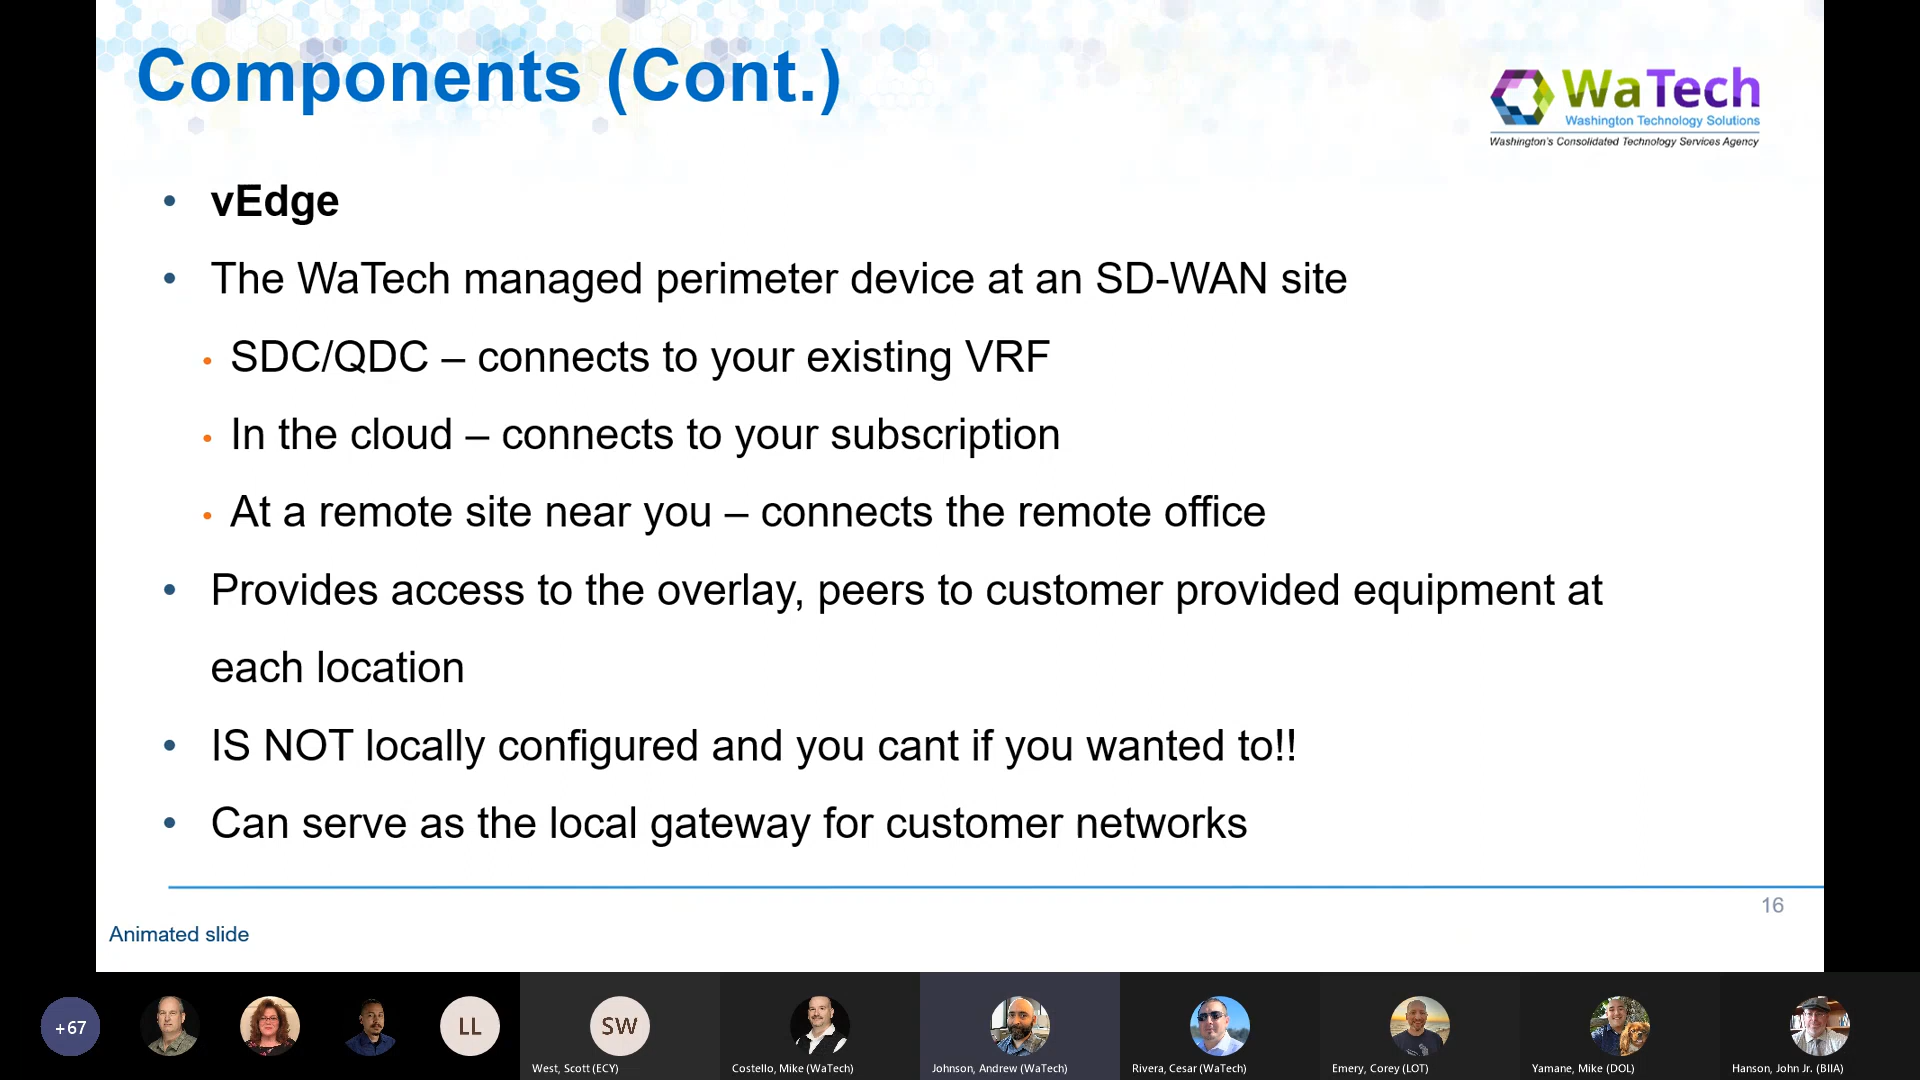 Components (Cont.)
WaTech
Washington Technology Solutions
Washington's Consolidated Technology Services Agency
• vEdge
• The WaTech managed perimeter device at an SD-WAN site
• SDC/QDC – connects to your existing VRF
• In the cloud – connects to your subscription
• At a remote site near you – connects the remote office
• Provides access to the overlay, peers to customer provided equipment at
each location
• IS NOT locally configured and you cant if you wanted to!!
• Can serve as the local gateway for customer networks
16
Animated slide
+67
LL
SW
West, Scott (ECY)
Costello, Mike (WaTech)
Johnson, Andrew (WaTech)
Rivera, Cesar (WaTech)
Emery, Corey (LOT)
Yamane, Mike (DOL)
Hanson, John Jr. (BIIA)